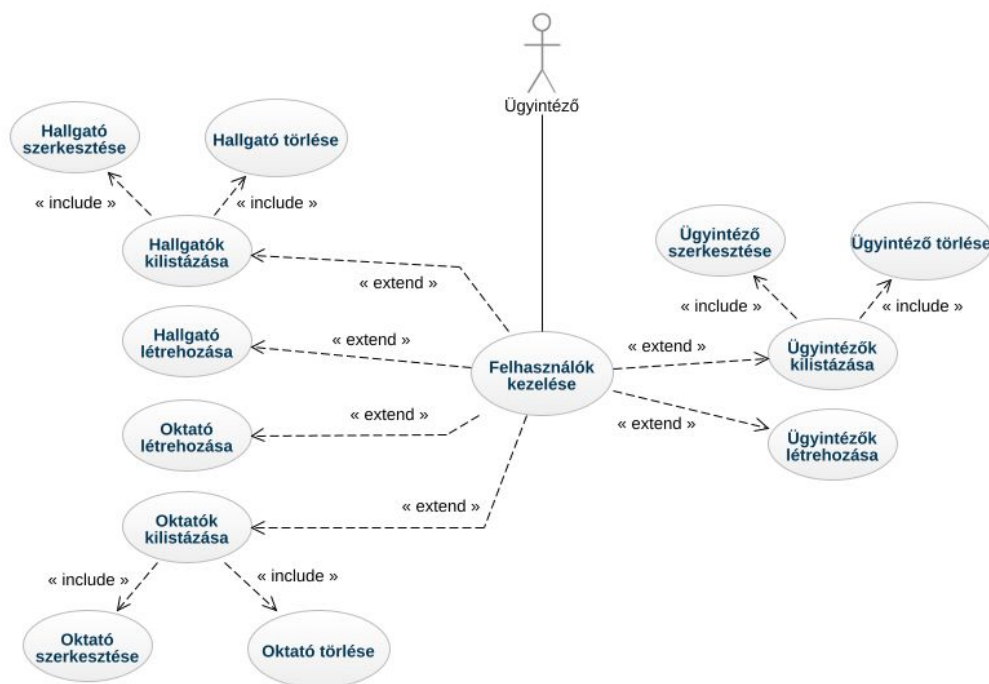 Ügyintéző
Hallgató
szerkesztése
Hallgató törlése
« include »
« include »
Hallgatók
kilistázása
« extend »
Ügyintéző
szerkesztése
Ügyintéző törlése
« include »
« include »
Hallgató
létrehozása
« extend »
Felhasználók
kezelése
« extend »
Ügyintézők
kilistázása
Oktató
létrehozása
« extend »
« extend »
Ügyintézők
létrehozása
Oktatók
kilistázása
« extend »
« include »
« include »
Oktató
szerkesztése
Oktató törlése